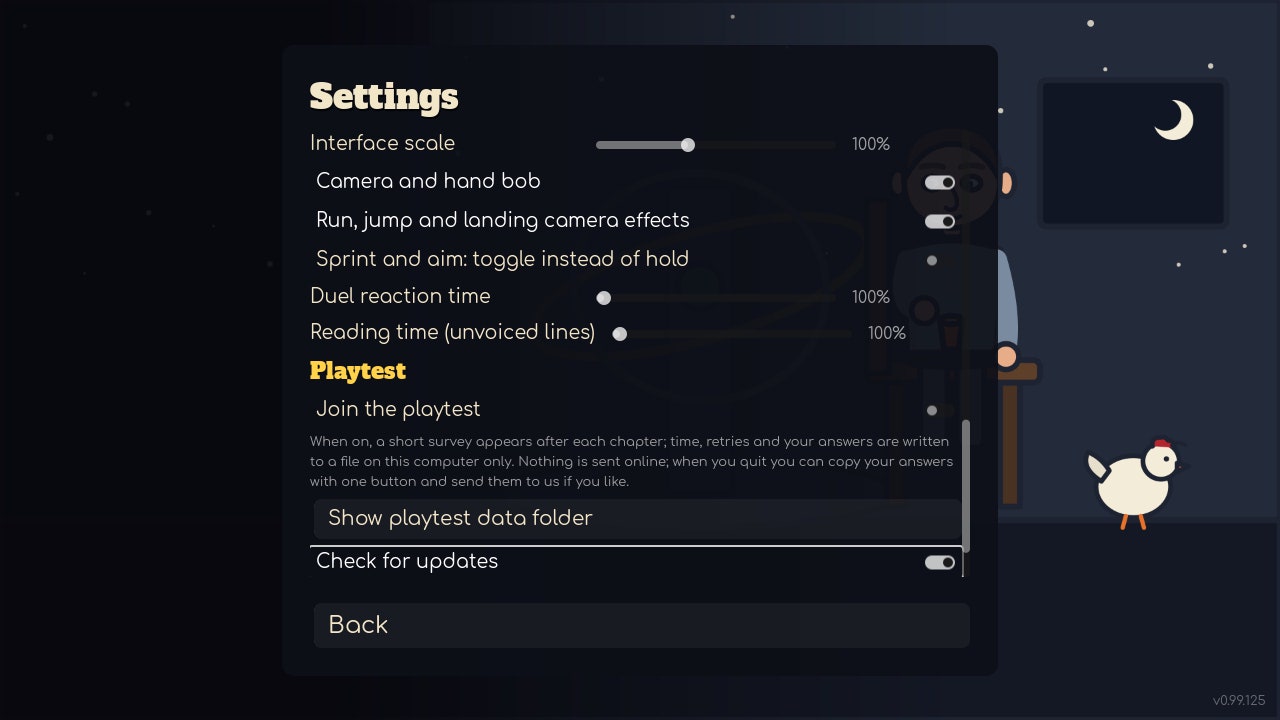 Settings
Interface scale 100%
Camera and hand bob
Run, jump and landing camera effects
Sprint and aim: toggle instead of hold
Duel reaction time 100%
Reading time (unvoiced lines) 100%
Playtest
Join the playtest
When on, a short survey appears after each chapter; time, retries and your answers are written
to a file on this computer only. Nothing is sent online; when you quit you can copy your answers
with one button and send them to us if you like.
Show playtest data folder
Check for updates
Back
v0.99.125